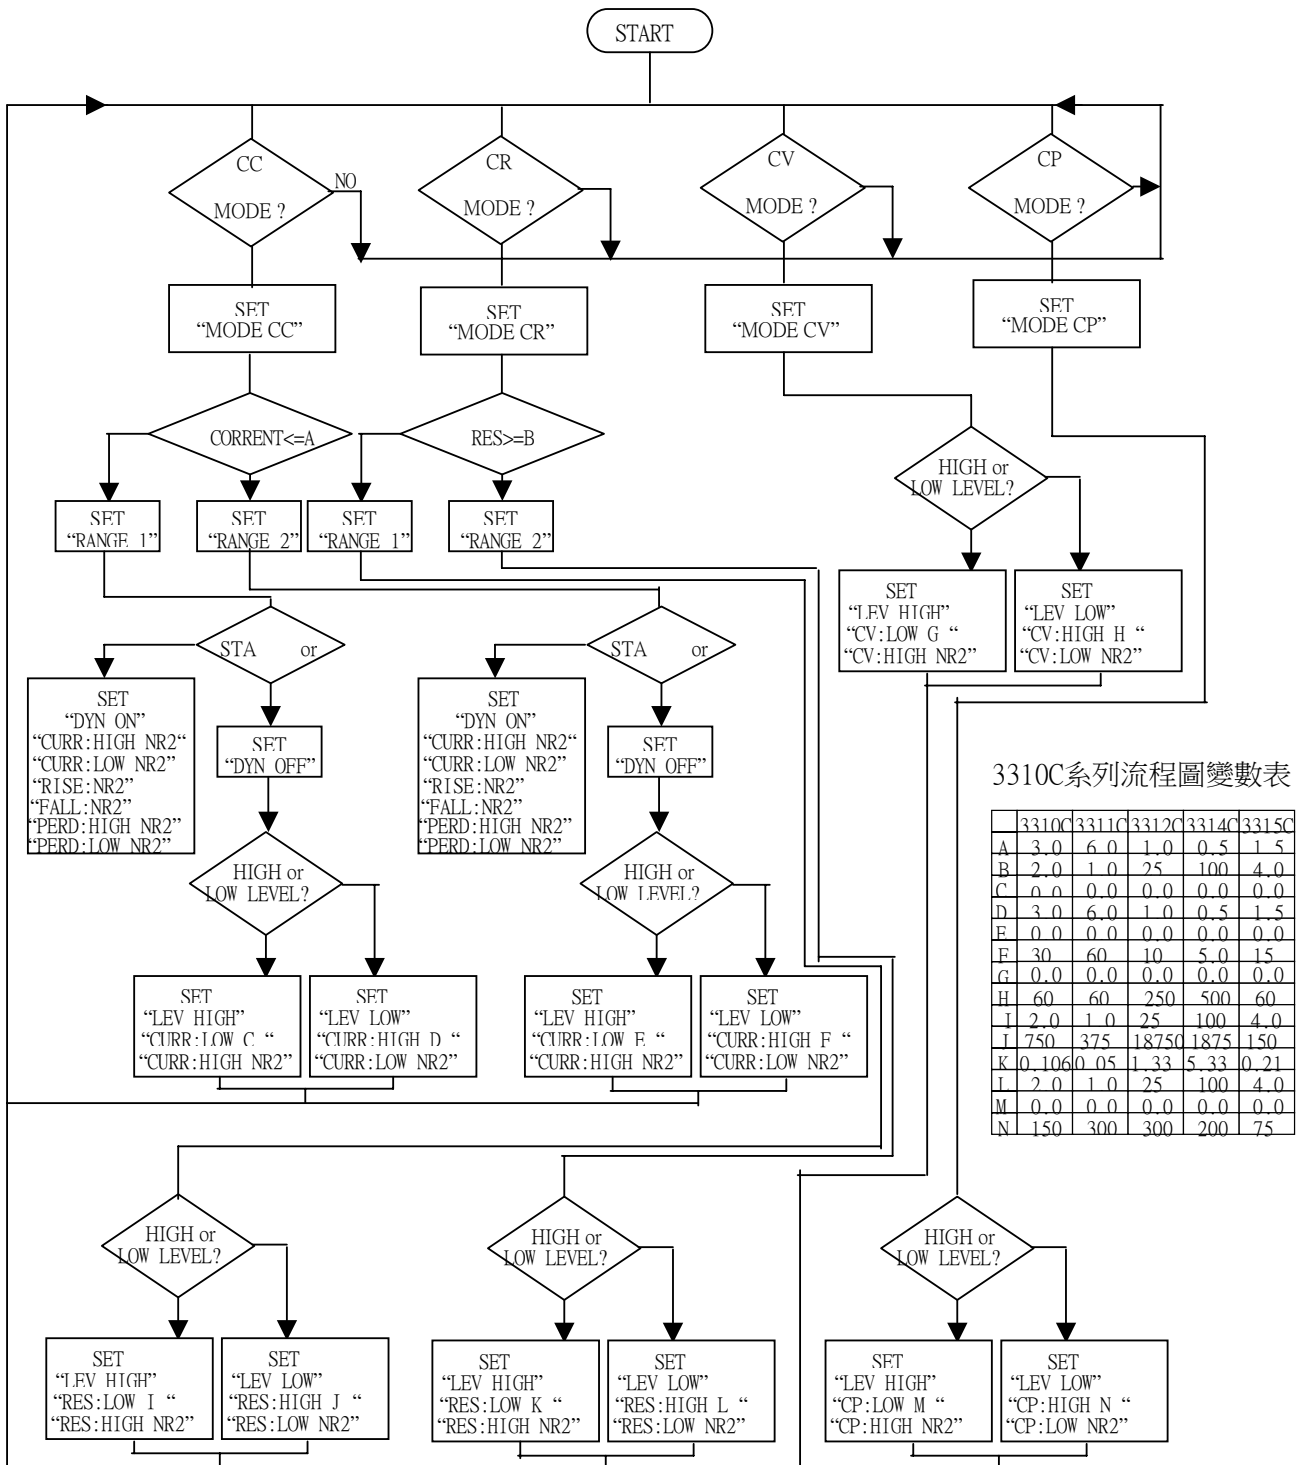 START
CC
MODE ?
NO
CR
MODE ?
CV
MODE ?
CP
MODE ?
SET
“MODE CC”
SET
“MODE CR”
SET
“MODE CV”
SET
“MODE CP”
CORRENT<=A
RES>=B
HIGH or
LOW LEVEL?
SET
“RANGE 1”
SET
“RANGE 2”
SET
“RANGE 1”
SET
“RANGE 2”
SET
“LEV HIGH”
“CV:LOW G “
“CV:HIGH NR2”
SET
“LEV LOW”
“CV:HIGH H “
“CV:LOW NR2”
STA or
STA or
SET
“DYN ON”
“CURR:HIGH NR2“
“CURR:LOW NR2”
“RISE:NR2”
“FALL:NR2”
“PERD:HIGH NR2”
“PERD:LOW NR2”
SET
“DYN OFF”
SET
“DYN ON”
“CURR:HIGH NR2“
“CURR:LOW NR2”
“RISE:NR2”
“FALL:NR2”
“PERD:HIGH NR2”
“PERD:LOW NR2”
SET
“DYN OFF”
HIGH or
LOW LEVEL?
HIGH or
LOW LEVEL?
SET
“LEV HIGH”
“CURR:LOW C “
“CURR:HIGH NR2”
SET
“LEV LOW”
“CURR:HIGH D “
“CURR:LOW NR2”
SET
“LEV HIGH”
“CURR:LOW E “
“CURR:HIGH NR2”
SET
“LEV LOW”
“CURR:HIGH F “
“CURR:LOW NR2”
3310C系列流程圖變數表
3310C 3311C 3312C 3314C 3315C
A 3.0 6.0 1.0 0.5 1.5
B 2.0 1.0 25 100 4.0
C 0.0 0.0 0.0 0.0 0.0
D 3.0 6.0 1.0 0.5 1.5
E 0.0 0.0 0.0 0.0 0.0
F 30 60 10 5.0 15
G 0.0 0.0 0.0 0.0 0.0
H 60 60 250 500 60
I 2.0 1.0 25 100 4.0
J 750 375 18750 1875 150
K 0.106 0.05 1.33 5.33 0.21
L 2.0 1.0 25 100 4.0
M 0.0 0.0 0.0 0.0 0.0
N 150 300 300 200 75
HIGH or
LOW LEVEL?
HIGH or
LOW LEVEL?
HIGH or
LOW LEVEL?
SET
“LEV HIGH”
“RES:LOW I “
“RES:HIGH NR2”
SET
“LEV LOW”
“RES:HIGH J “
“RES:LOW NR2”
SET
“LEV HIGH”
“RES:LOW K “
“RES:HIGH NR2”
SET
“LEV LOW”
“RES:HIGH L “
“RES:LOW NR2”
SET
“LEV HIGH”
“CP:LOW M “
“CP:HIGH NR2”
SET
“LEV LOW”
“CP:HIGH N “
“CP:LOW NR2”